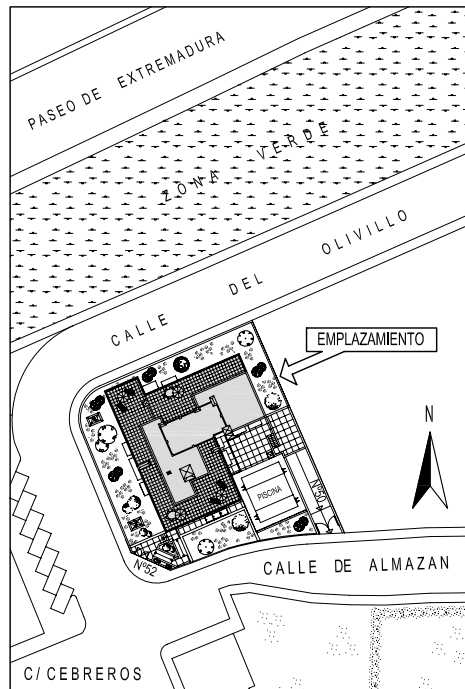 PASEO DE EXTREMADURA
ZONA VERDE
CALLE DEL OLIVILLO
EMPLAZAMIENTO
N
PISCINA
Nº50
Nº52
CALLE DE ALMAZAN
C/ CEBREROS